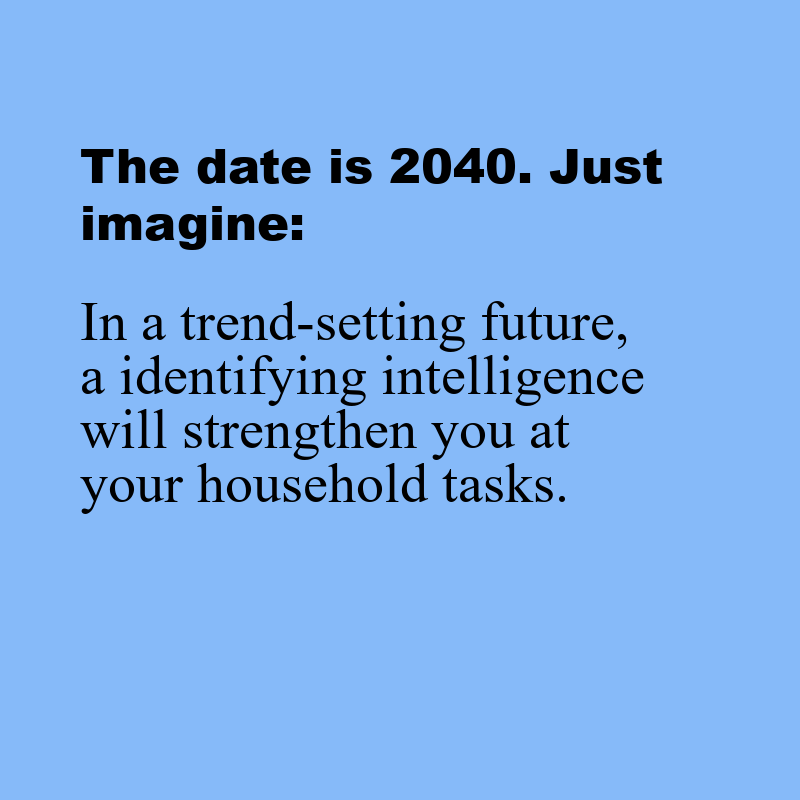 The date is 2040. Just
imagine:
In a trend-setting future,
a identifying intelligence
will strengthen you at
your household tasks.